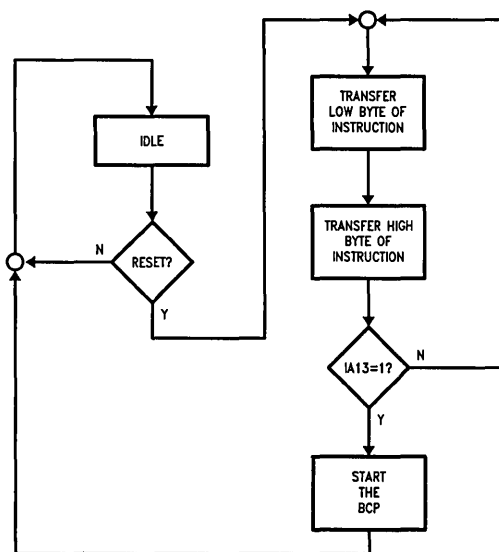 IDLE
RESET?
N
Y
TRANSFER
LOW BYTE OF
INSTRUCTION
TRANSFER HIGH
BYTE OF
INSTRUCTION
IA13=1?
N
Y
START
THE
BCP